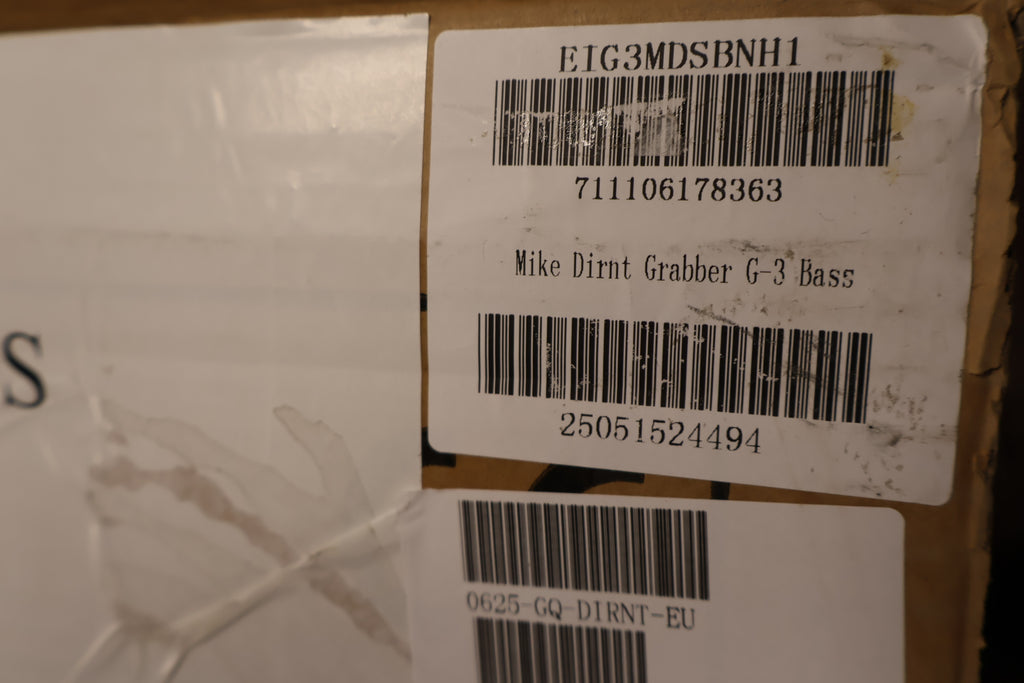 S
EIG3MDSBNH1
711106178363
Mike Dirnt Grabber G-3 Bass
25051524494
0625-GQ-DIRNT-EU